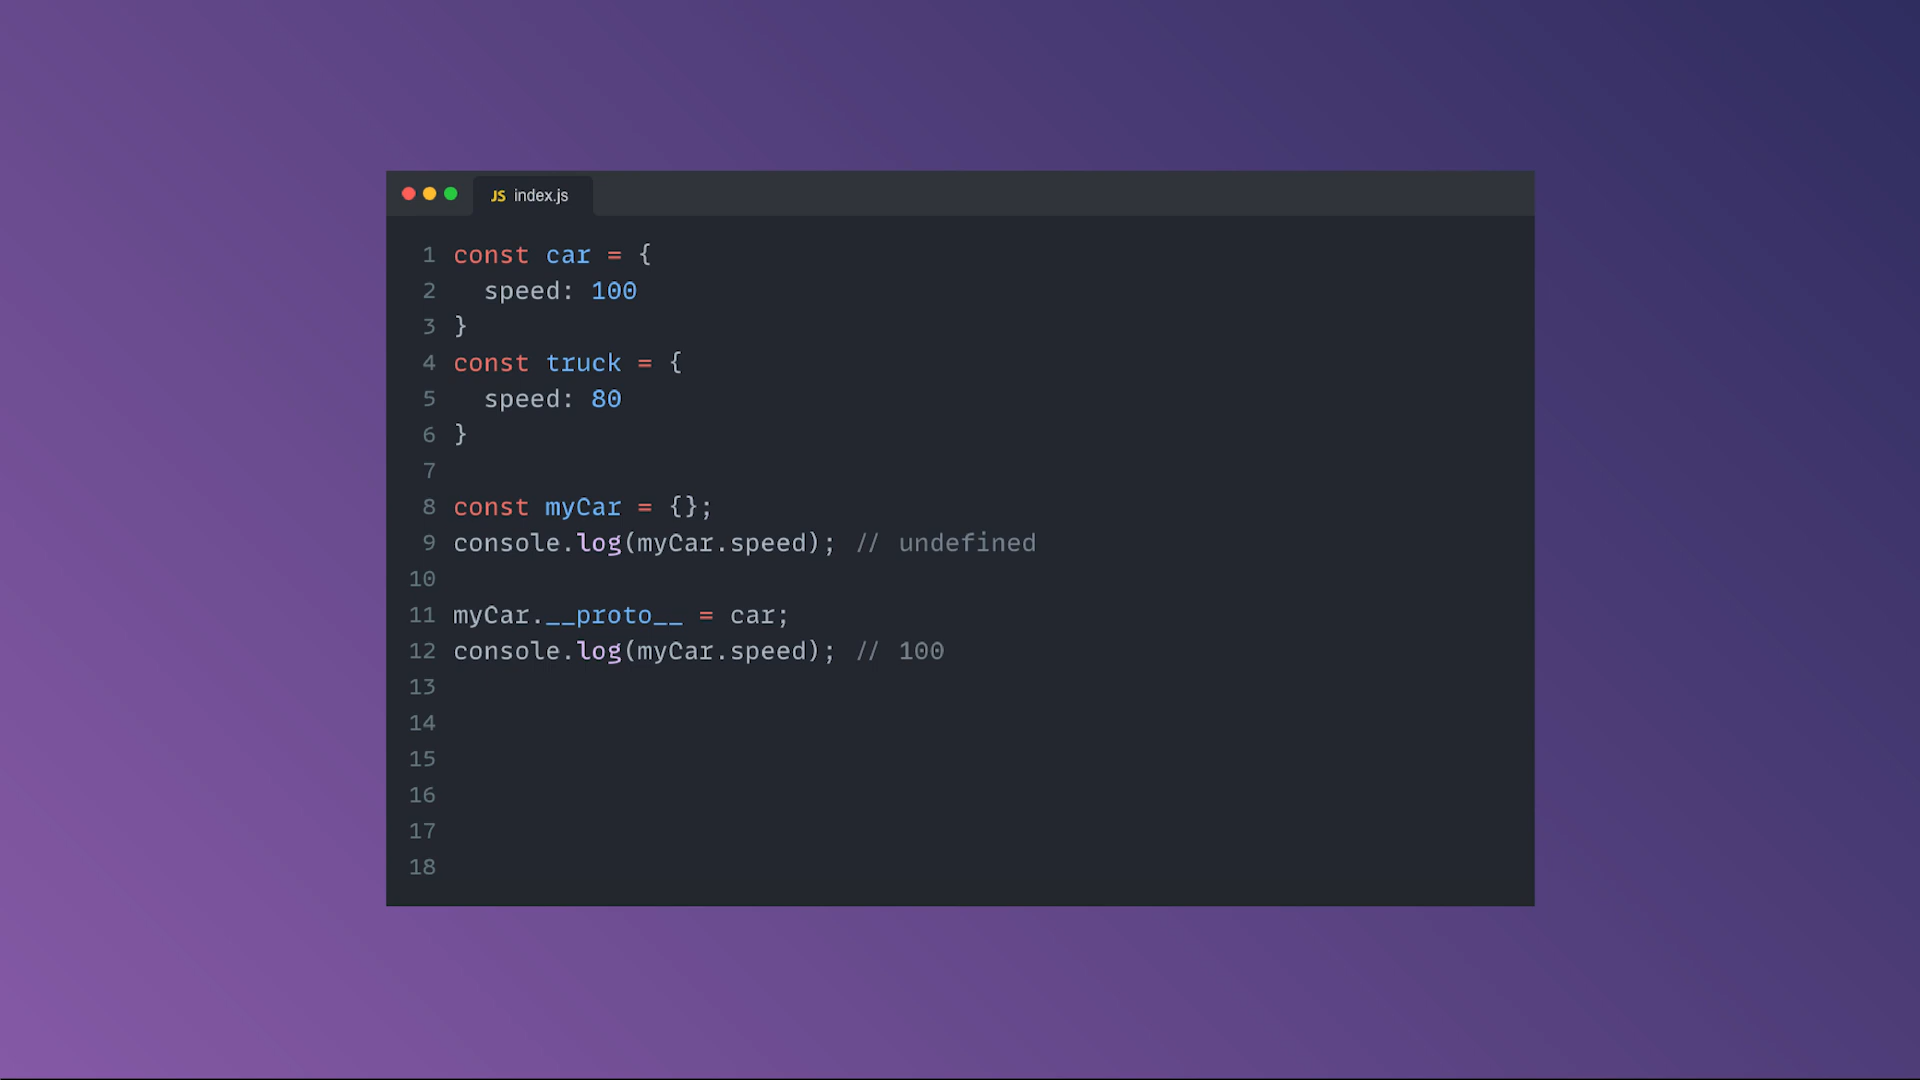 JS index.js
1 const car = {
2   speed: 100
3 }
4 const truck = {
5   speed: 80
6 }
7
8 const myCar = {};
9 console.log(myCar.speed); // undefined
10
11 myCar.__proto__ = car;
12 console.log(myCar.speed); // 100
13
14
15
16
17
18